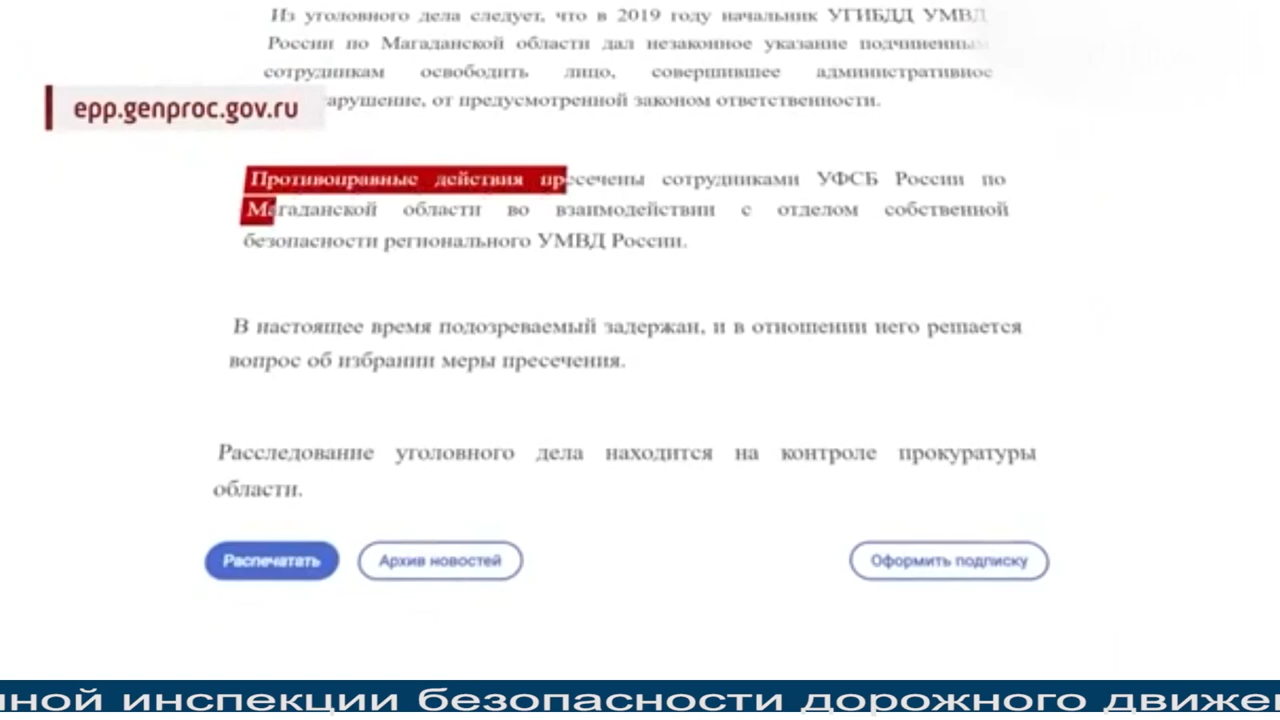 Из уголовного дела следует, что в 2019 году начальник УГИБДД УМВД
России по Магаданской области дал незаконное указание подчиненным
сотрудникам освободить лицо, совершившее административное
epp.genproc.gov.ru
арушение, от предусмотренной законом ответственности.
Противоправные действия пресечены сотрудниками УФСБ России по
Магаданской области во взаимодействии с отделом собственной
безопасности регионального УМВД России.
В настоящее время подозреваемый задержан, и в отношении него решается
вопрос об избрании меры пресечения.
Расследование уголовного дела находится на контроле прокуратуры
области.
Распечатать
Архив новостей
Оформить подписку
нной инспекции безопасности дорожного движе